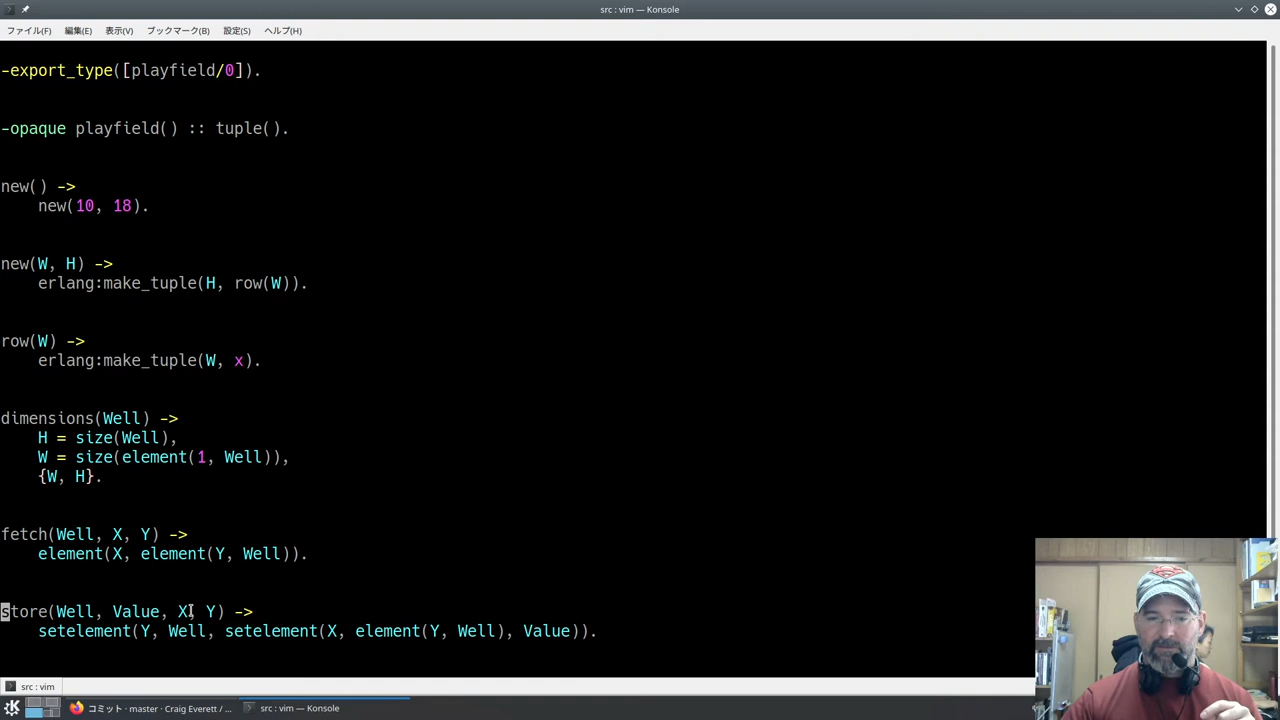 src : vim — Konsole
ファイル(F) 編集(E) 表示(V) ブックマーク(B) 設定(S) ヘルプ(H)
-export_type([playfield/0]).
-opaque playfield() :: tuple().
new() ->
new(10, 18).
new(W, H) ->
erlang:make_tuple(H, row(W)).
row(W) ->
erlang:make_tuple(W, x).
dimensions(Well) ->
H = size(Well),
W = size(element(1, Well)),
{W, H}.
fetch(Well, X, Y) ->
element(X, element(Y, Well)).
store(Well, Value, X, Y) ->
setelement(Y, Well, setelement(X, element(Y, Well), Value)).
src : vim
コミット · master · Craig Everett / ... src : vim — Konsole